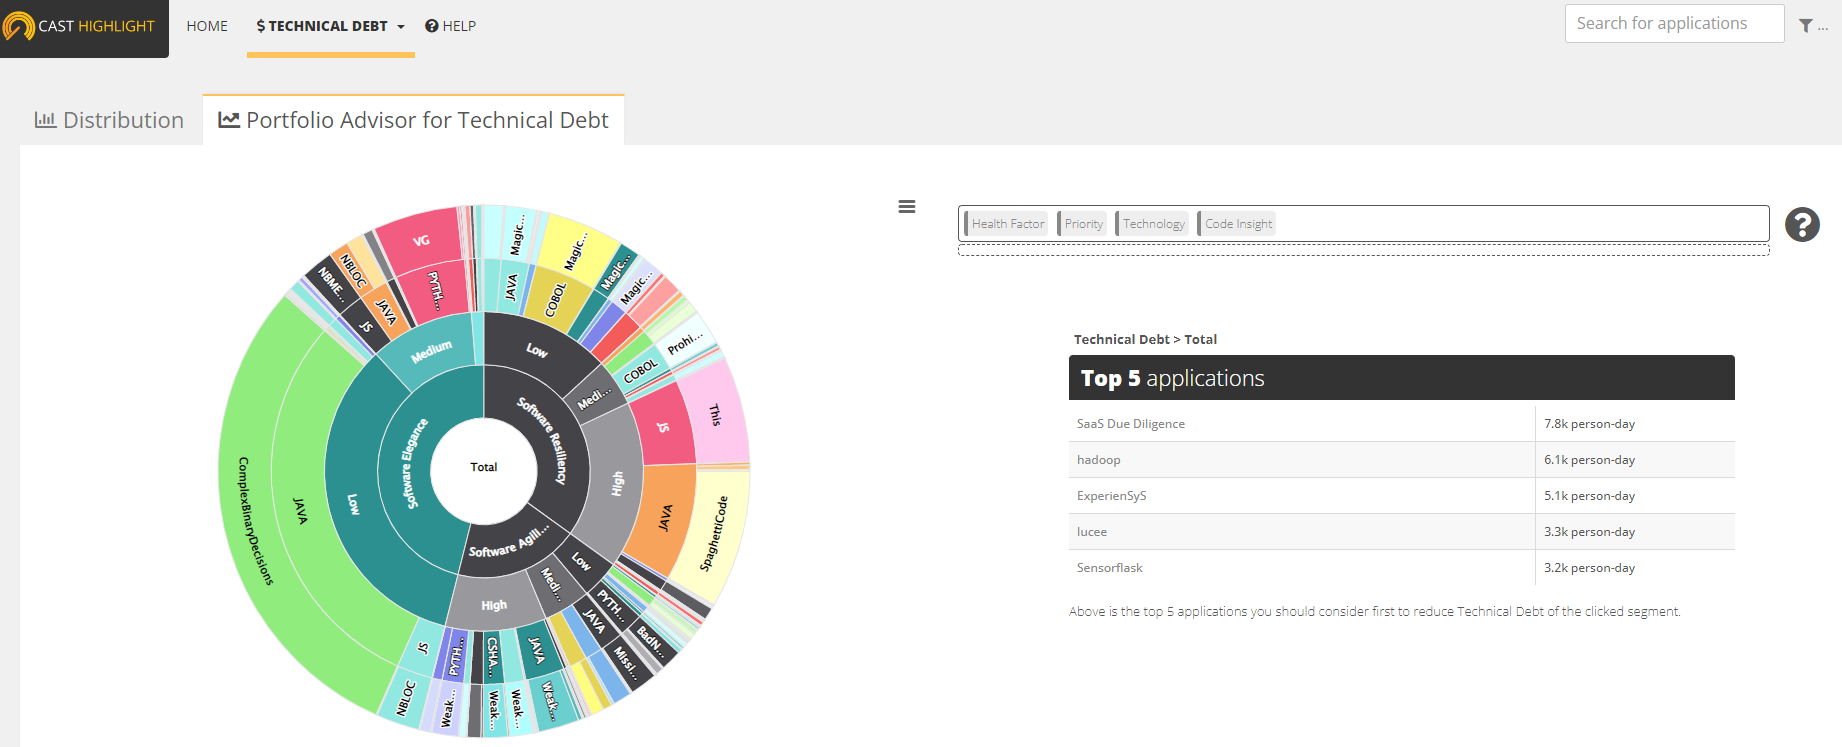 CAST HIGHLIGHT
HOME
$ TECHNICAL DEBT
? HELP
Search for applications
...
Distribution
Portfolio Advisor for Technical Debt
Health Factor
Priority
Technology
Code Insight
?
Total
Software Resiliency
Software Agili...
Software Elegance
Low
Medi...
High
Low
Medi...
High
Low
Medium
JAVA
COBOL
COBOL
JS
JAVA
PYTH...
JAVA
JAVA
CSHA...
PYTH...
JS
JAVA
JS
JAVA
PYTH...
Magic...
Magic...
Magic...
Magic...
Prohi...
This
SpaghettiCode
BadN...
Missi...
Weak...
Weak...
Weak...
Weak...
NBLOC
ComplexBinaryDecisions
NBME...
NBLOC
VG
Technical Debt > Total
Top 5 applications
SaaS Due Diligence 7.8k person-day
hadoop 6.1k person-day
ExperienSyS 5.1k person-day
lucee 3.3k person-day
Sensorflask 3.2k person-day
Above is the top 5 applications you should consider first to reduce Technical Debt of the clicked segment.